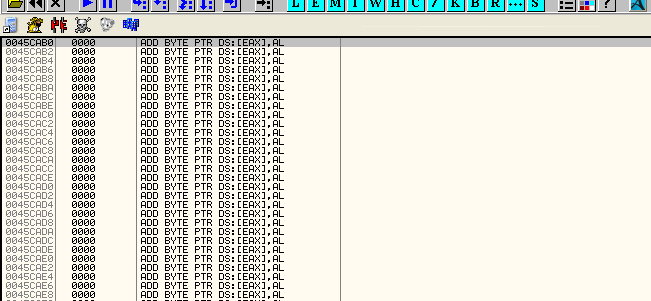 L E M T W H C / K B R ... S
0045CAB0 0000 ADD BYTE PTR DS:[EAX],AL
0045CAB2 0000 ADD BYTE PTR DS:[EAX],AL
0045CAB4 0000 ADD BYTE PTR DS:[EAX],AL
0045CAB6 0000 ADD BYTE PTR DS:[EAX],AL
0045CAB8 0000 ADD BYTE PTR DS:[EAX],AL
0045CABA 0000 ADD BYTE PTR DS:[EAX],AL
0045CABC 0000 ADD BYTE PTR DS:[EAX],AL
0045CABE 0000 ADD BYTE PTR DS:[EAX],AL
0045CAC0 0000 ADD BYTE PTR DS:[EAX],AL
0045CAC2 0000 ADD BYTE PTR DS:[EAX],AL
0045CAC4 0000 ADD BYTE PTR DS:[EAX],AL
0045CAC6 0000 ADD BYTE PTR DS:[EAX],AL
0045CAC8 0000 ADD BYTE PTR DS:[EAX],AL
0045CACA 0000 ADD BYTE PTR DS:[EAX],AL
0045CACC 0000 ADD BYTE PTR DS:[EAX],AL
0045CACE 0000 ADD BYTE PTR DS:[EAX],AL
0045CAD0 0000 ADD BYTE PTR DS:[EAX],AL
0045CAD2 0000 ADD BYTE PTR DS:[EAX],AL
0045CAD4 0000 ADD BYTE PTR DS:[EAX],AL
0045CAD6 0000 ADD BYTE PTR DS:[EAX],AL
0045CAD8 0000 ADD BYTE PTR DS:[EAX],AL
0045CADA 0000 ADD BYTE PTR DS:[EAX],AL
0045CADC 0000 ADD BYTE PTR DS:[EAX],AL
0045CADE 0000 ADD BYTE PTR DS:[EAX],AL
0045CAE0 0000 ADD BYTE PTR DS:[EAX],AL
0045CAE2 0000 ADD BYTE PTR DS:[EAX],AL
0045CAE4 0000 ADD BYTE PTR DS:[EAX],AL
0045CAE6 0000 ADD BYTE PTR DS:[EAX],AL
0045CAE8 0000 ADD BYTE PTR DS:[EAX],AL